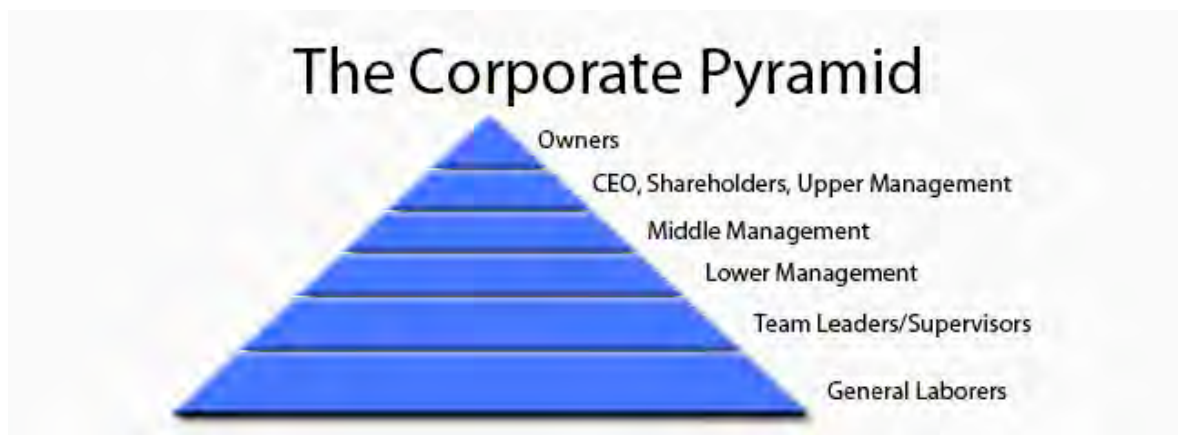 The Corporate Pyramid
Owners
CEO, Shareholders, Upper Management
Middle Management
Lower Management
Team Leaders/Supervisors
General Laborers